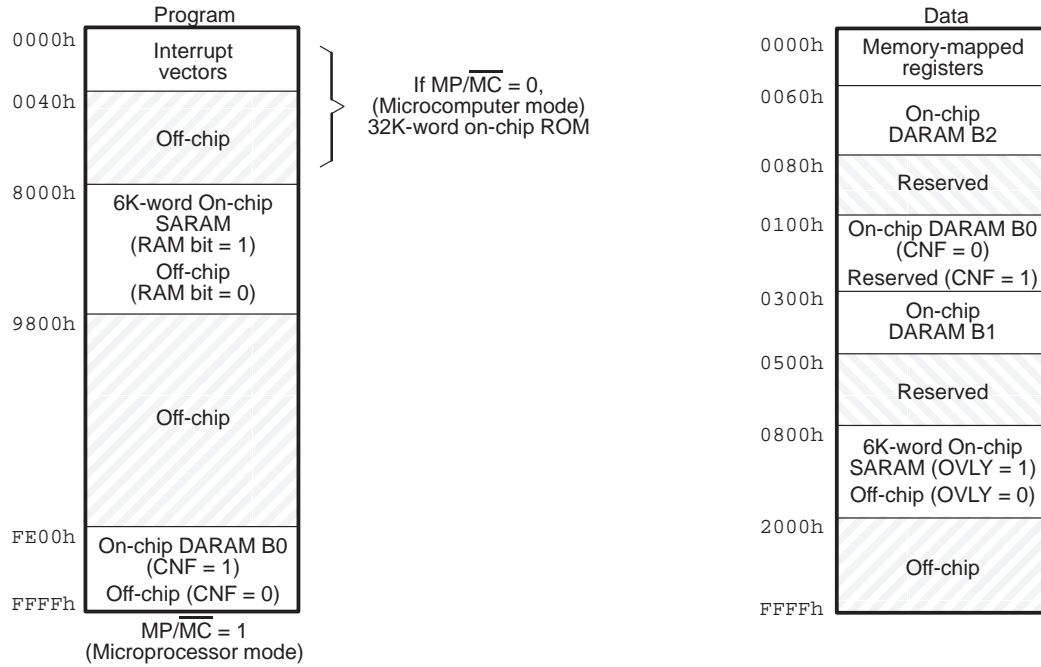 Program
0000h
Interrupt
vectors
0040h
Off-chip
If MP/MC = 0,
(Microcomputer mode)
32K-word on-chip ROM
8000h
6K-word On-chip
SARAM
(RAM bit = 1)
Off-chip
(RAM bit = 0)
9800h
Off-chip
FE00h
On-chip DARAM B0
(CNF = 1)
Off-chip (CNF = 0)
FFFFh
MP/MC = 1
(Microprocessor mode)
Data
0000h
Memory-mapped
registers
0060h
On-chip
DARAM B2
0080h
Reserved
0100h
On-chip DARAM B0
(CNF = 0)
Reserved (CNF = 1)
0300h
On-chip
DARAM B1
0500h
Reserved
0800h
6K-word On-chip
SARAM (OVLY = 1)
Off-chip (OVLY = 0)
2000h
Off-chip
FFFFh